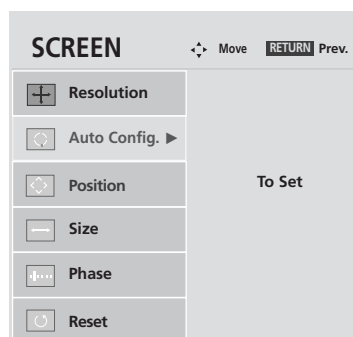 SCREEN Move RETURN Prev.
Resolution
Auto Config. ►
Position
To Set
Size
Phase
Reset